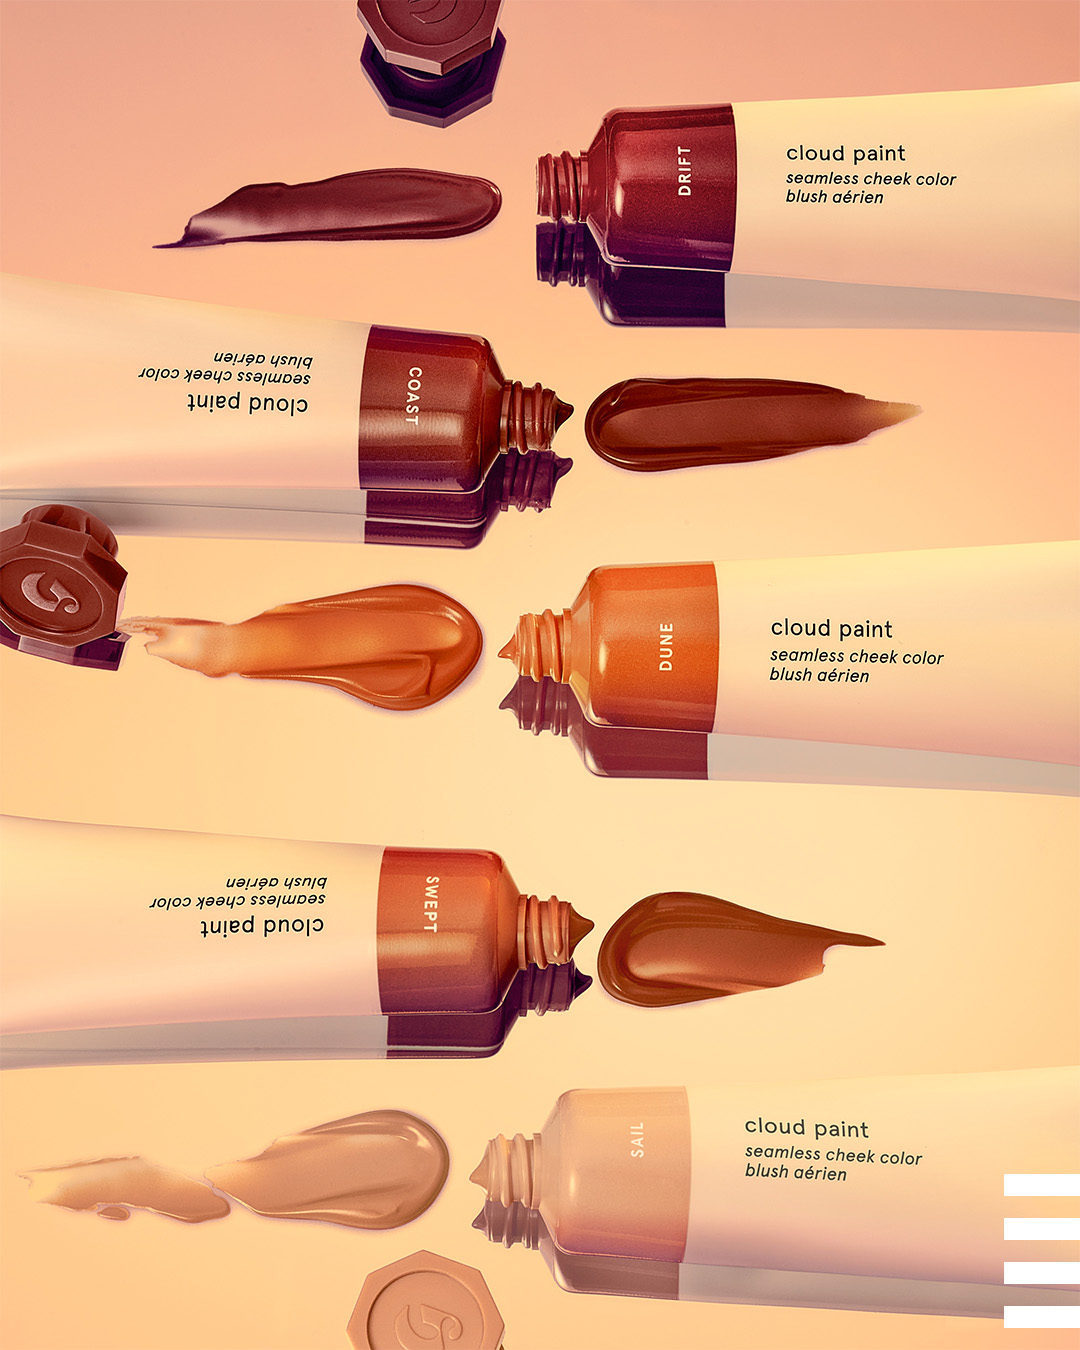 DRIFT
cloud paint
seamless cheek color
blush aérien
COAST
cloud paint
seamless cheek color
blush aérien
DUNE
cloud paint
seamless cheek color
blush aérien
SWEPT
cloud paint
seamless cheek color
blush aérien
SAIL
cloud paint
seamless cheek color
blush aérien
G
G